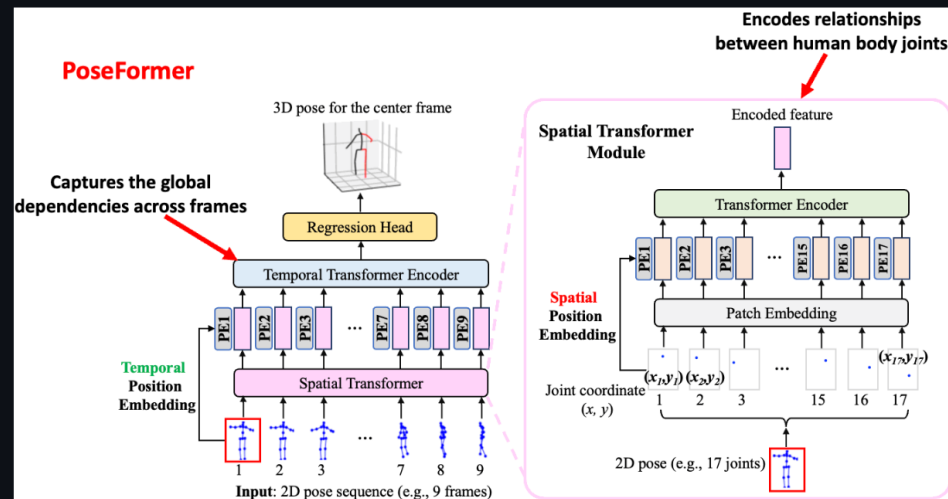 PoseFormer
Captures the global
dependencies across frames
3D pose for the center frame
Regression Head
Temporal Transformer Encoder
PE1 PE2 PE3 ... PE7 PE8 PE9
Temporal
Position
Embedding
Spatial Transformer
1 2 3 ... 7 8 9
Input: 2D pose sequence (e.g., 9 frames)
Encodes relationships
between human body joints
Encoded feature
Spatial Transformer
Module
Transformer Encoder
PE1 PE2 PE3 ... PE15 PE16 PE17
Spatial
Position
Embedding
Patch Embedding
(x1,y1) (x2,y2) ... (x17,y17)
Joint coordinate
(x, y)
1 2 3 15 16 17
2D pose (e.g., 17 joints)